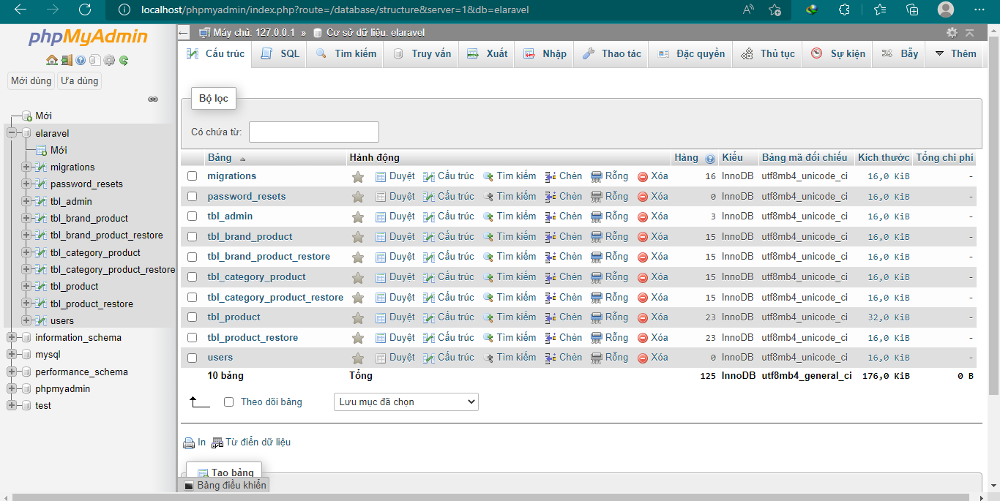 localhost/phpmyadmin/index.php?route=/database/structure&server=1&db=elaravel
phpMyAdmin
Mới dùng Ưa dùng
Mới
elaravel
Mới
migrations
password_resets
tbl_admin
tbl_brand_product
tbl_brand_product_restore
tbl_category_product
tbl_category_product_restore
tbl_product
tbl_product_restore
users
information_schema
mysql
performance_schema
phpmyadmin
test
Máy chủ: 127.0.0.1 » Cơ sở dữ liệu: elaravel
Cấu trúc SQL Tìm kiếm Truy vấn Xuất Nhập Thao tác Đặc quyền Thủ tục Sự kiện Bẫy Thêm
Bộ lọc
Có chứa từ:
Bảng Hành động Hàng Kiểu Bảng mã đối chiếu Kích thước Tổng chi phí
migrations Duyệt Cấu trúc Tìm kiếm Chèn Rỗng Xóa 16 InnoDB utf8mb4_unicode_ci 16,0 KiB -
password_resets Duyệt Cấu trúc Tìm kiếm Chèn Rỗng Xóa 0 InnoDB utf8mb4_unicode_ci 16,0 KiB -
tbl_admin Duyệt Cấu trúc Tìm kiếm Chèn Rỗng Xóa 3 InnoDB utf8mb4_unicode_ci 16,0 KiB -
tbl_brand_product Duyệt Cấu trúc Tìm kiếm Chèn Rỗng Xóa 15 InnoDB utf8mb4_unicode_ci 16,0 KiB -
tbl_brand_product_restore Duyệt Cấu trúc Tìm kiếm Chèn Rỗng Xóa 15 InnoDB utf8mb4_unicode_ci 16,0 KiB -
tbl_category_product Duyệt Cấu trúc Tìm kiếm Chèn Rỗng Xóa 15 InnoDB utf8mb4_unicode_ci 16,0 KiB -
tbl_category_product_restore Duyệt Cấu trúc Tìm kiếm Chèn Rỗng Xóa 15 InnoDB utf8mb4_unicode_ci 16,0 KiB -
tbl_product Duyệt Cấu trúc Tìm kiếm Chèn Rỗng Xóa 23 InnoDB utf8mb4_unicode_ci 32,0 KiB -
tbl_product_restore Duyệt Cấu trúc Tìm kiếm Chèn Rỗng Xóa 23 InnoDB utf8mb4_unicode_ci 16,0 KiB -
users Duyệt Cấu trúc Tìm kiếm Chèn Rỗng Xóa 0 InnoDB utf8mb4_unicode_ci 16,0 KiB -
10 bảng Tổng 125 InnoDB utf8mb4_general_ci 176,0 KiB 0 B
Theo dõi bảng Lưu mục đã chọn
In Từ điển dữ liệu
Tạo bảng
Bảng điều khiển